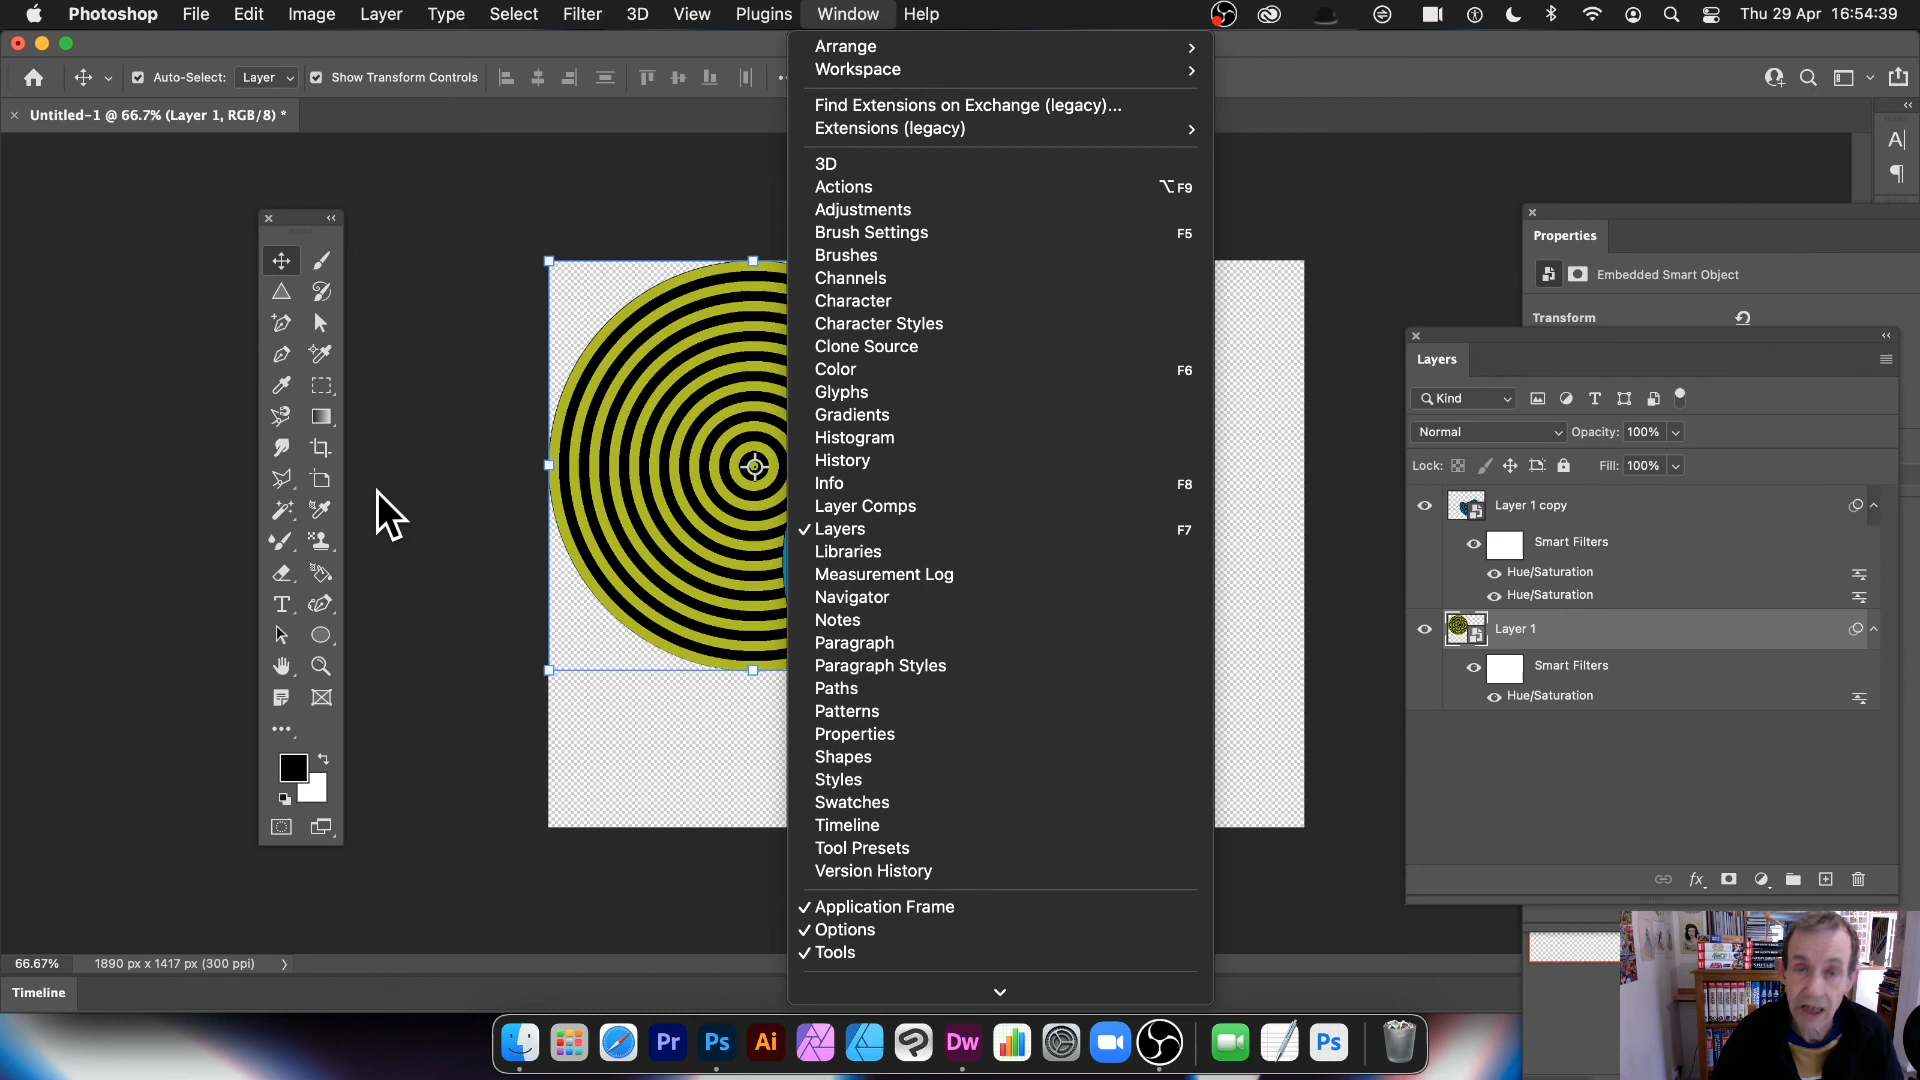 Photoshop File Edit Image Layer Type Select Filter 3D View Plugins Window Help Thu 29 Apr 16:54:39
Auto-Select: Layer Show Transform Controls
Untitled-1 @ 66.7% (Layer 1, RGB/8) *
Arrange
Workspace
Find Extensions on Exchange (legacy)...
Extensions (legacy)
3D
Actions ⌥F9
Adjustments
Brush Settings F5
Brushes
Channels
Character
Character Styles
Clone Source
Color F6
Glyphs
Gradients
Histogram
History
Info F8
Layer Comps
✓ Layers F7
Libraries
Measurement Log
Navigator
Notes
Paragraph
Paragraph Styles
Paths
Patterns
Properties
Shapes
Styles
Swatches
Timeline
Tool Presets
Version History
✓ Application Frame
✓ Options
✓ Tools
Properties
Embedded Smart Object
Transform
Layers
Kind
Normal Opacity: 100%
Lock: Fill: 100%
Layer 1 copy
Smart Filters
Hue/Saturation
Hue/Saturation
Layer 1
Smart Filters
Hue/Saturation
fx
66.67% 1890 px x 1417 px (300 ppi)
Timeline
Pr Ps Ai Dw Ps